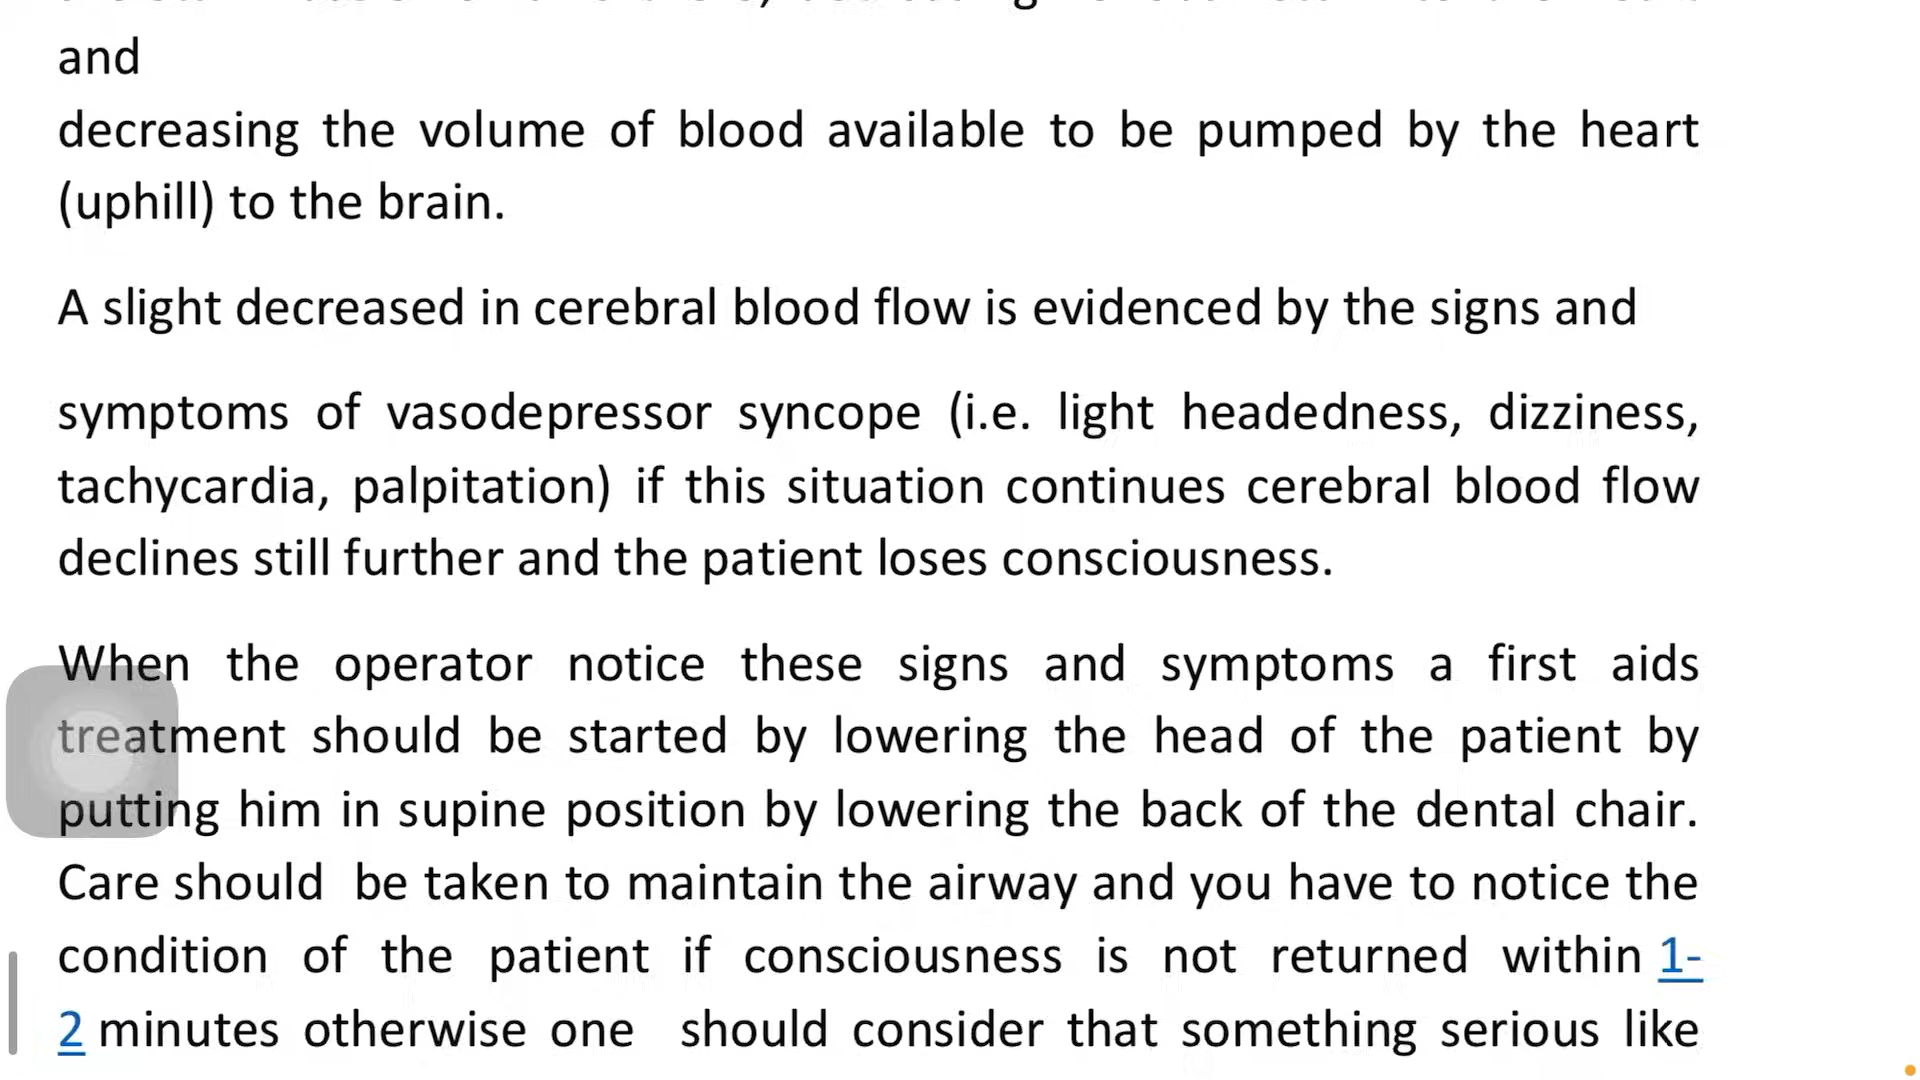 and
decreasing the volume of blood available to be pumped by the heart
(uphill) to the brain.
A slight decreased in cerebral blood flow is evidenced by the signs and
symptoms of vasodepressor syncope (i.e. light headedness, dizziness,
tachycardia, palpitation) if this situation continues cerebral blood flow
declines still further and the patient loses consciousness.
When the operator notice these signs and symptoms a first aids
treatment should be started by lowering the head of the patient by
putting him in supine position by lowering the back of the dental chair.
Care should be taken to maintain the airway and you have to notice the
condition of the patient if consciousness is not returned within 1-
2 minutes otherwise one should consider that something serious like